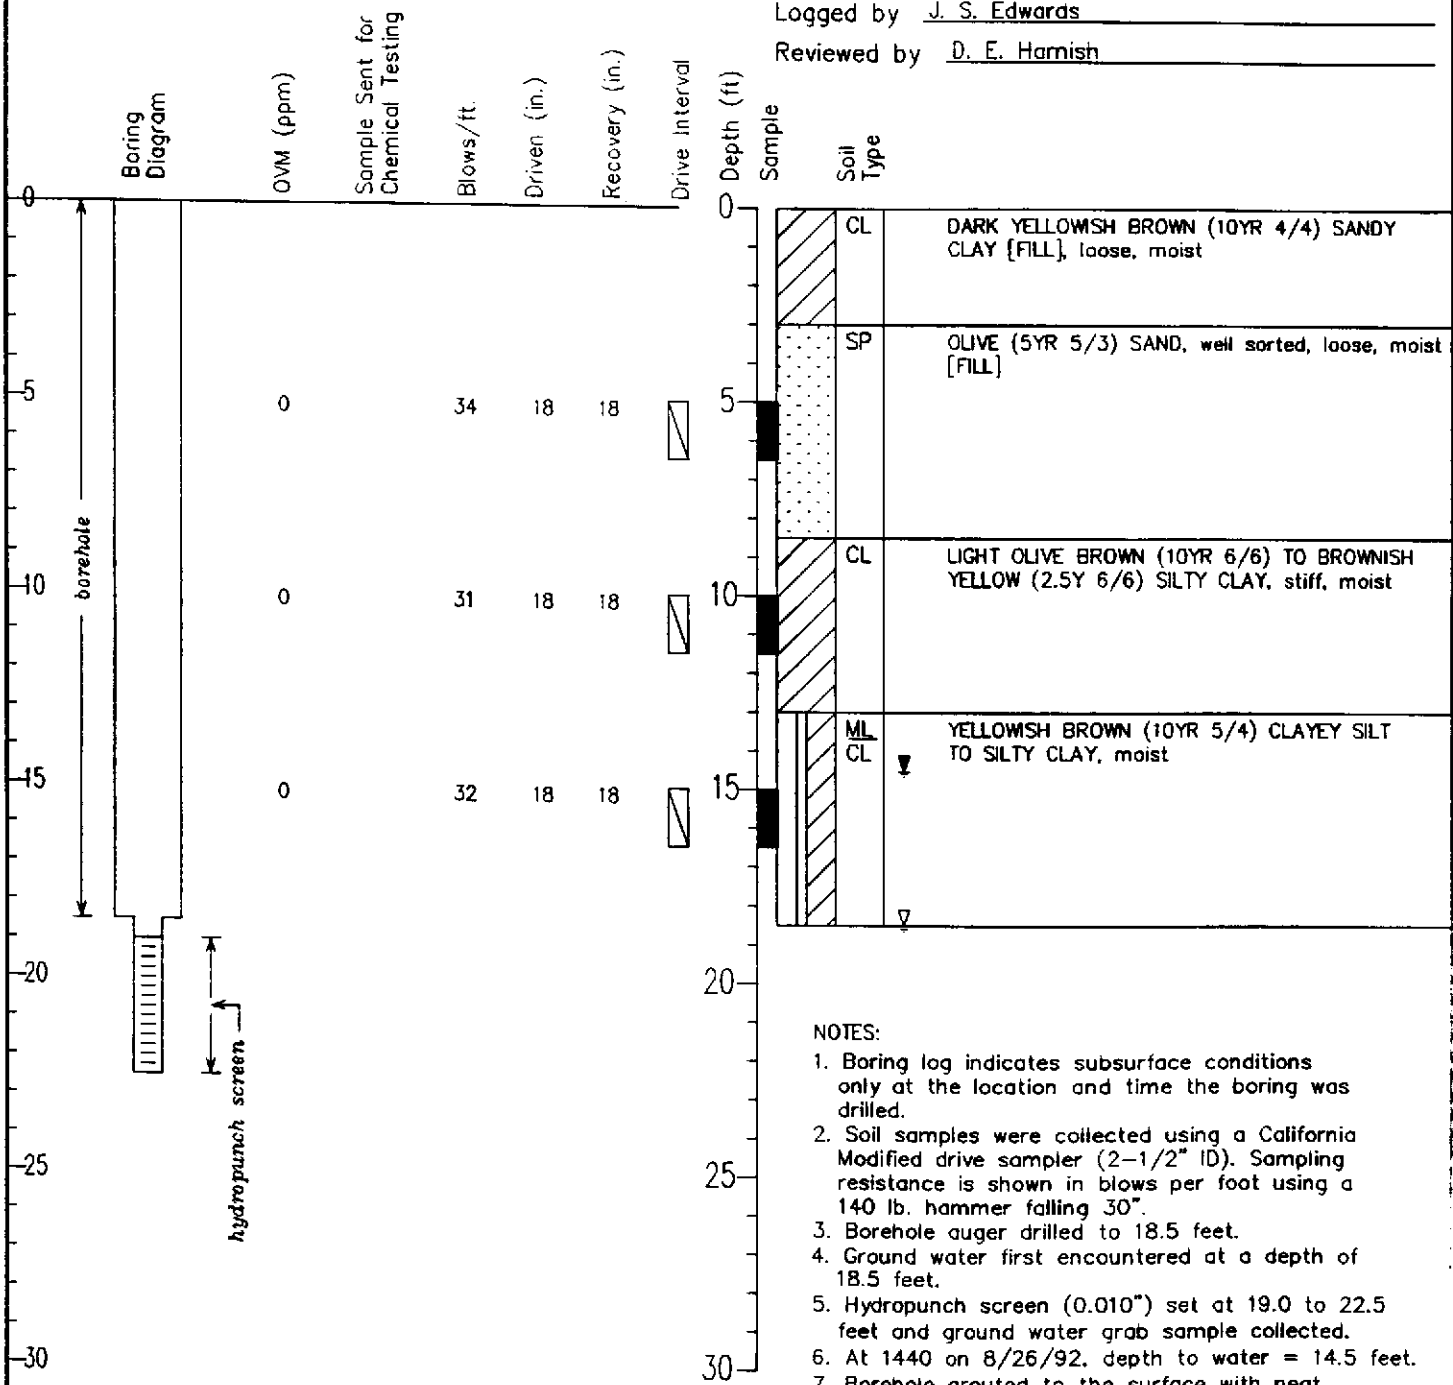 Logged by J. S. Edwards
Reviewed by D. E. Harnish
Boring
Diagram
OVM (ppm)
Sample Sent for
Chemical Testing
Blows/ft.
Driven (in.)
Recovery (in.)
Drive Interval
Depth (ft)
Sample
Soil
Type
0
0
CL
DARK YELLOWISH BROWN (10YR 4/4) SANDY
CLAY [FILL], loose, moist
SP
OLIVE (5YR 5/3) SAND, well sorted, loose, moist
[FILL]
5
0
34
18
18
5
borehole
CL
LIGHT OLIVE BROWN (10YR 6/6) TO BROWNISH
YELLOW (2.5Y 6/6) SILTY CLAY, stiff, moist
10
0
31
18
18
10
ML
CL
YELLOWISH BROWN (10YR 5/4) CLAYEY SILT
TO SILTY CLAY, moist
15
0
32
18
18
15
20
20
hydropunch screen
25
25
30
30
NOTES:
1. Boring log indicates subsurface conditions
only at the location and time the boring was
drilled.
2. Soil samples were collected using a California
Modified drive sampler (2-1/2" ID). Sampling
resistance is shown in blows per foot using a
140 lb. hammer falling 30".
3. Borehole auger drilled to 18.5 feet.
4. Ground water first encountered at a depth of
18.5 feet.
5. Hydropunch screen (0.010") set at 19.0 to 22.5
feet and ground water grab sample collected.
6. At 1440 on 8/26/92, depth to water = 14.5 feet.
7. Borehole grouted to the surface with neat